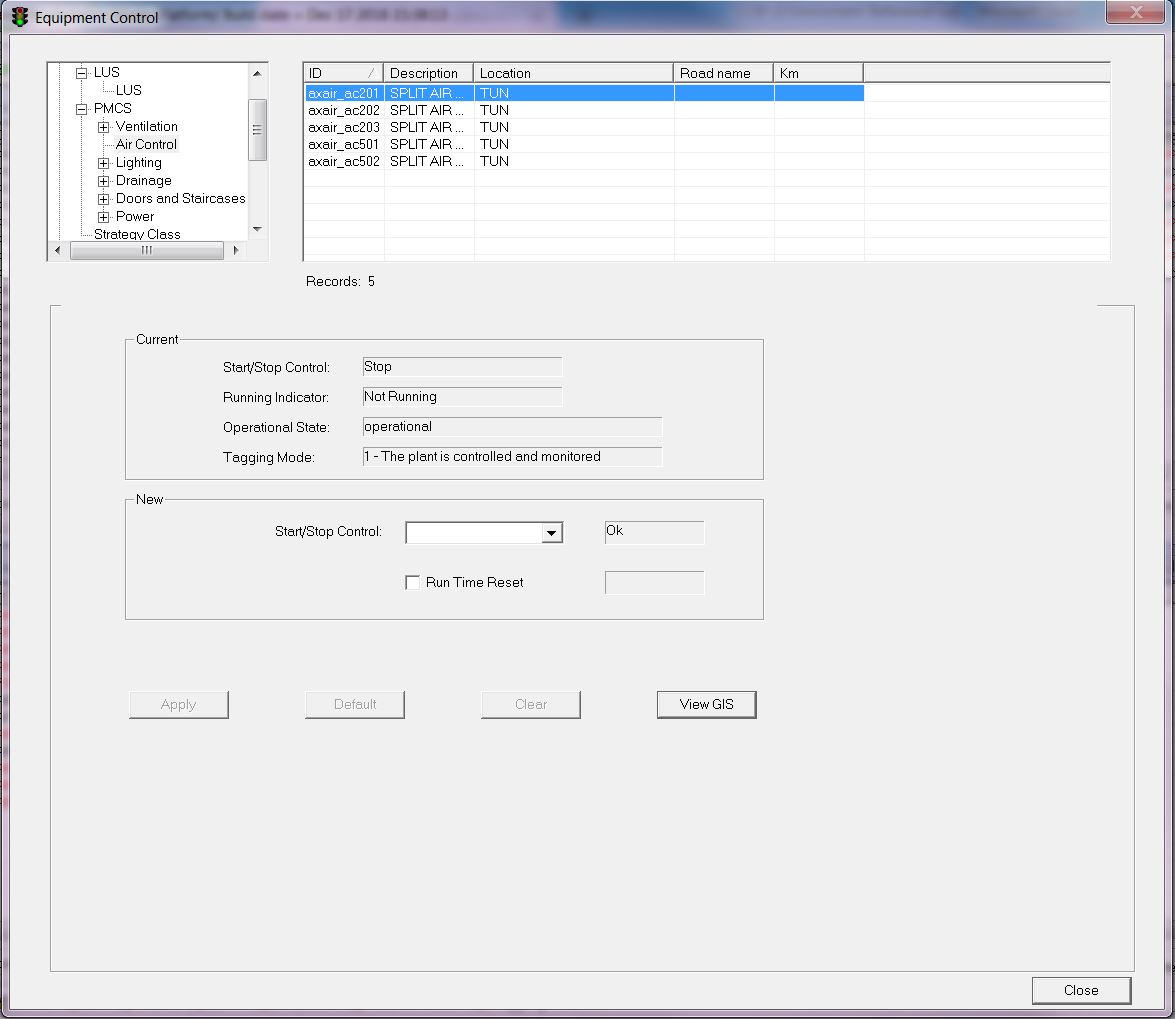 Equipment Control
LUS
LUS
PMCS
Ventilation
Air Control
Lighting
Drainage
Doors and Staircases
Power
Strategy Class
ID Description Location Road name Km
axair_ac201 SPLIT AIR ... TUN
axair_ac202 SPLIT AIR ... TUN
axair_ac203 SPLIT AIR ... TUN
axair_ac501 SPLIT AIR ... TUN
axair_ac502 SPLIT AIR ... TUN
Records: 5
Current
Start/Stop Control: Stop
Running Indicator: Not Running
Operational State: operational
Tagging Mode: 1 - The plant is controlled and monitored
New
Start/Stop Control: Ok
Run Time Reset
Apply Default Clear View GIS
Close